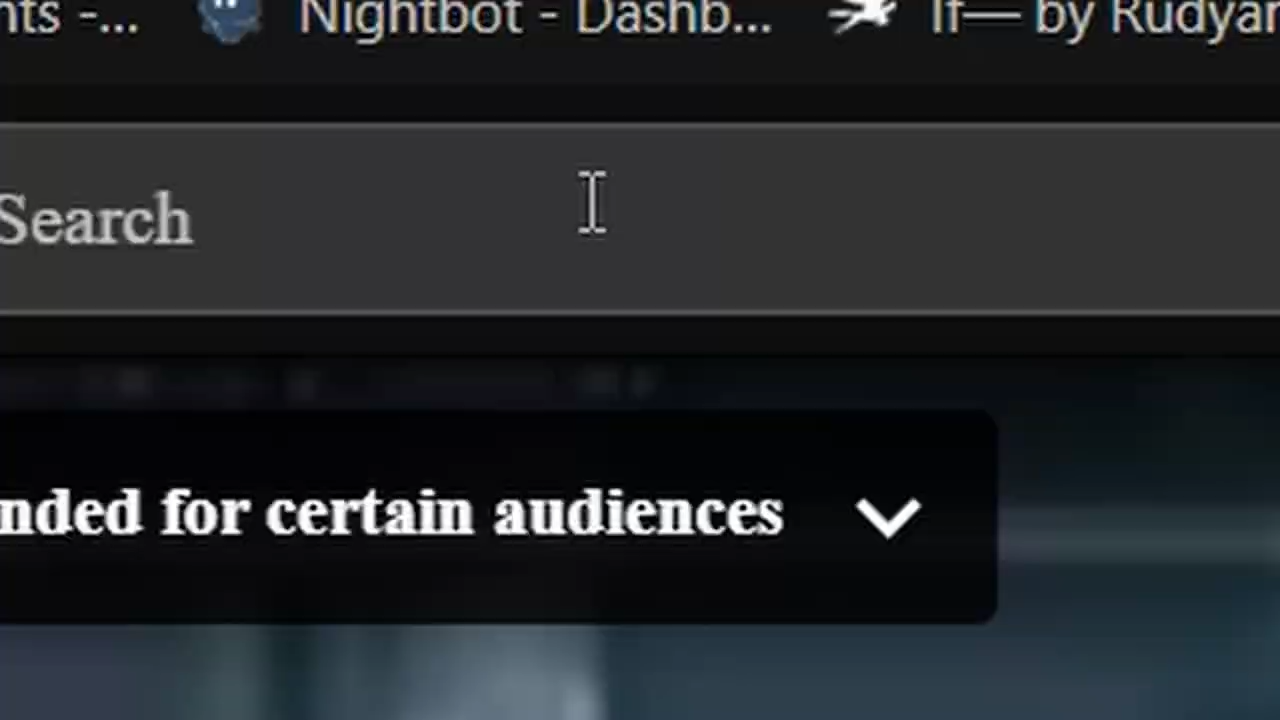 nts -... Nightbot - Dashb... If— by Rudyar
Search
nded for certain audiences